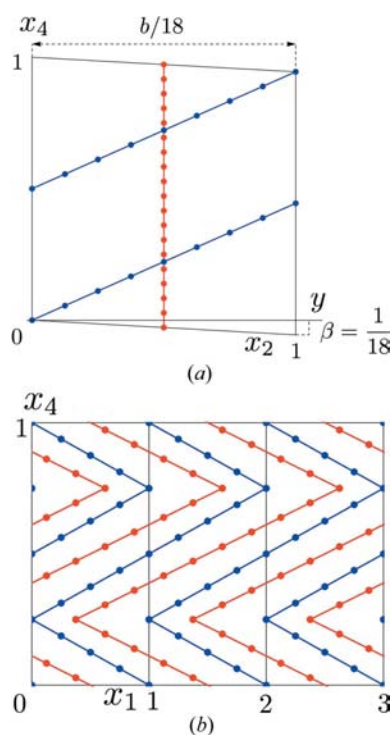 x₄
b/18
1
0
y
x₂
1
β = 1/18
(a)
x₄
1
0
x₁ 1
2
3
(b)